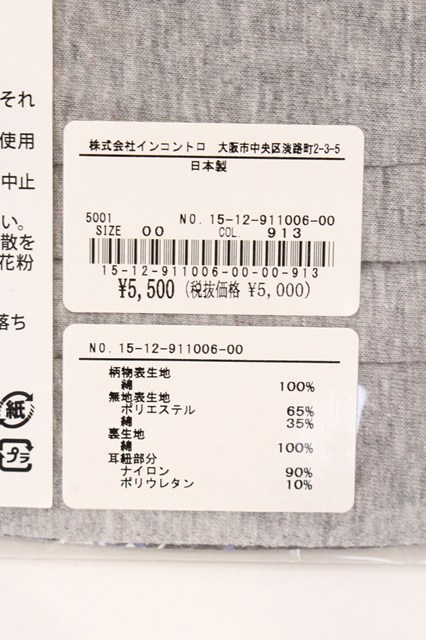 それ
使用
中止
い。
散を
花粉
落ち
紙
プラ
株式会社インコントロ 大阪市中央区淡路町2-3-5
日本製
5001 NO. 15-12-911006-00
SIZE 00 COL. 913
15-12-911006-00-00-913
¥5,500 (税抜価格 ¥5,000)
NO. 15-12-911006-00
柄物表生地
綿 100%
無地表生地
ポリエステル 65%
綿 35%
裏生地
綿 100%
耳紐部分
ナイロン 90%
ポリウレタン 10%